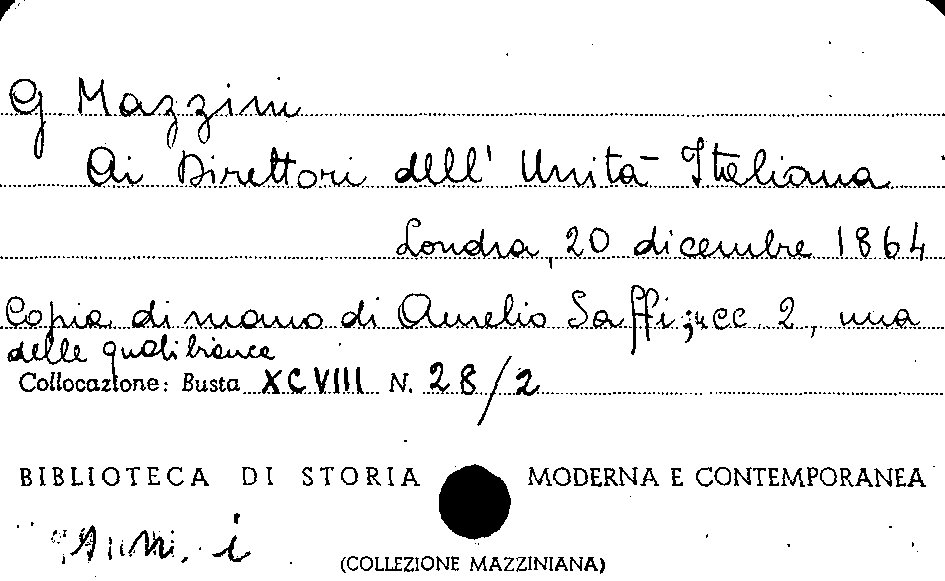 G Mazzini
Ai Direttori dell' Unità Italiana
Londra, 20 dicembre 1864
Copia di mano di Aurelio Saffi; cc 2, una
delle quali bianca
Collocazione: Busta XCVIII N. 28/2
BIBLIOTECA DI STORIA MODERNA E CONTEMPORANEA
(COLLEZIONE MAZZINIANA)